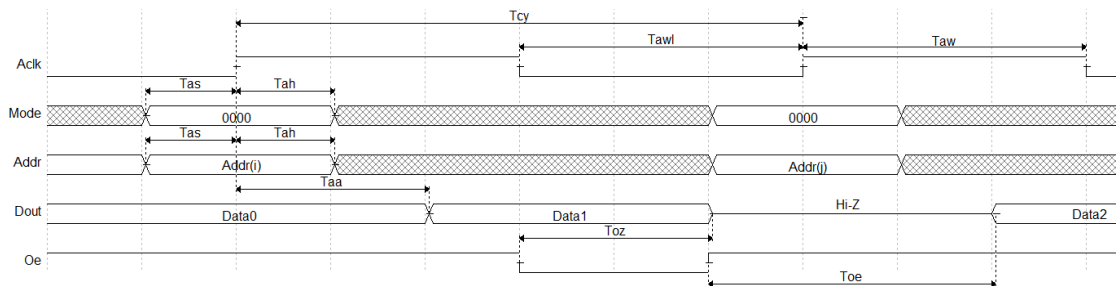 Tcy
Tawl Taw
Aclk
Tas Tah
Mode 0000 0000
Tas Tah
Addr Addr(i) Addr(j)
Taa
Dout Data0 Data1 Hi-Z Data2
Toz
Oe
Toe